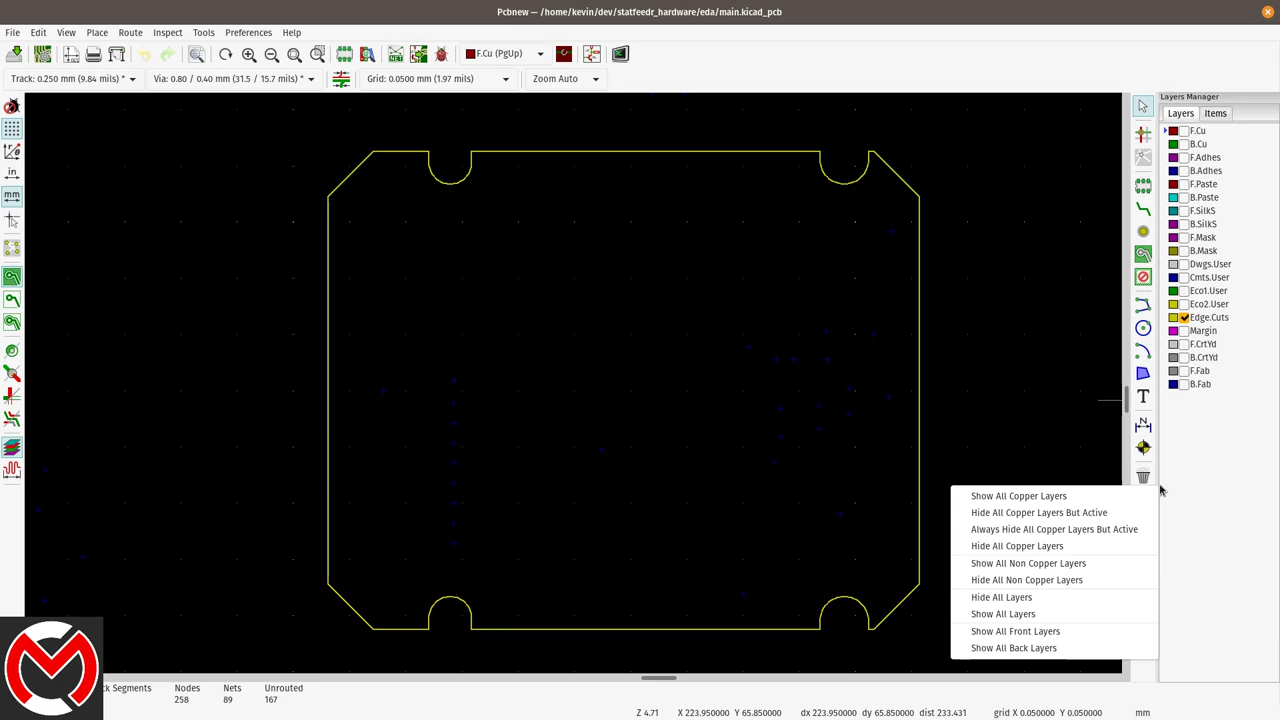 Pcbnew — /home/kevin/dev/statfeedr_hardware/eda/main.kicad_pcb
File Edit View Place Route Inspect Tools Preferences Help
NET
F.Cu (PgUp)
Track: 0.250 mm (9.84 mils) *
Via: 0.80 / 0.40 mm (31.5 / 15.7 mils) *
Grid: 0.0500 mm (1.97 mils)
Zoom Auto
in
mm
T
N
Layers Manager
Layers Items
F.Cu
B.Cu
F.Adhes
B.Adhes
F.Paste
B.Paste
F.SilkS
B.SilkS
F.Mask
B.Mask
Dwgs.User
Cmts.User
Eco1.User
Eco2.User
Edge.Cuts
Margin
F.CrtYd
B.CrtYd
F.Fab
B.Fab
Show All Copper Layers
Hide All Copper Layers But Active
Always Hide All Copper Layers But Active
Hide All Copper Layers
Show All Non Copper Layers
Hide All Non Copper Layers
Hide All Layers
Show All Layers
Show All Front Layers
Show All Back Layers
ck Segments Nodes Nets Unrouted
258 89 167
Z 4.71 X 223.950000 Y 65.850000 dx 223.950000 dy 65.850000 dist 233.431 grid X 0.050000 Y 0.050000 mm